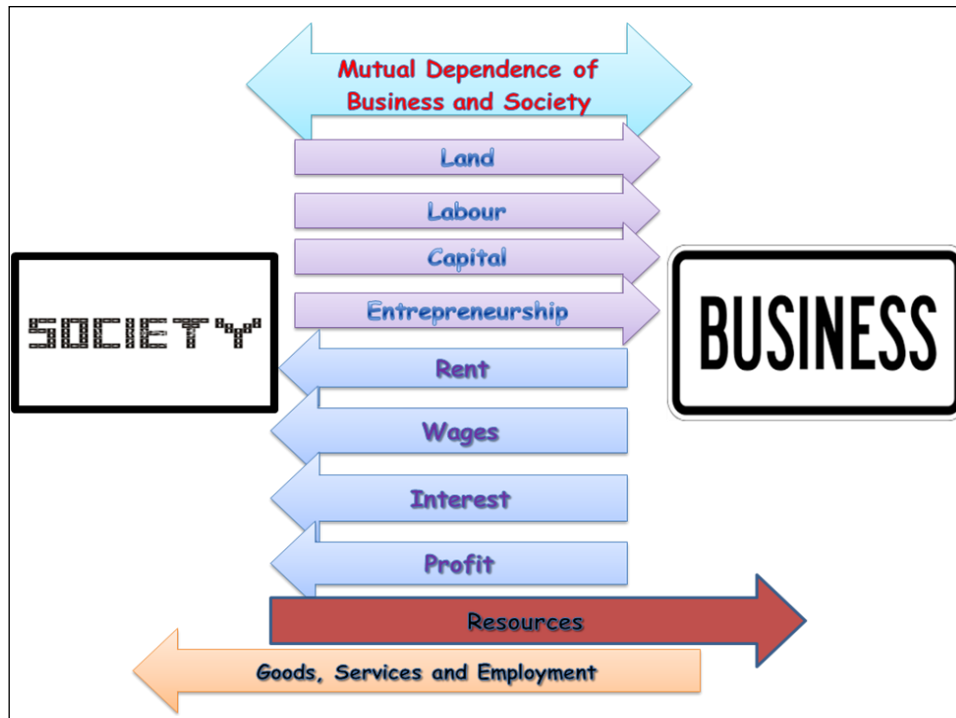 Mutual Dependence of
Business and Society
Land
Labour
Capital
Entrepreneurship
SOCIETY
BUSINESS
Rent
Wages
Interest
Profit
Resources
Goods, Services and Employment